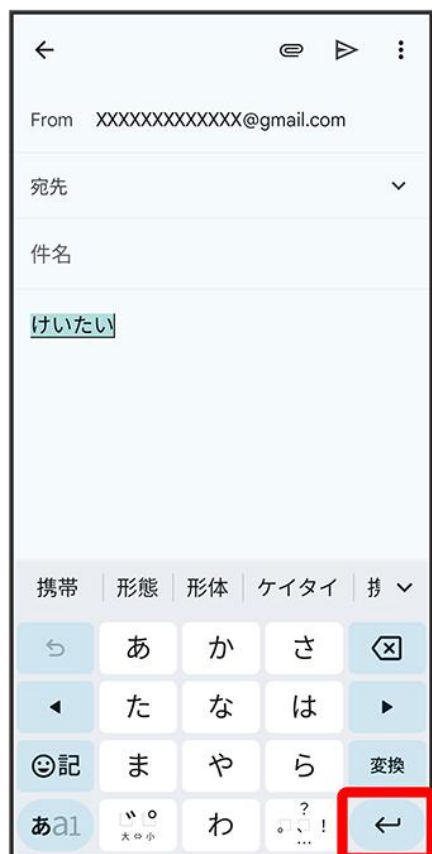 From XXXXXXXXXXXXX@gmail.com
宛先
件名
けいたい
携帯 形態 形体 ケイタイ
あ か さ
た な は
記 ま や ら 変換
あa1 大⇔小 わ 。、?!…